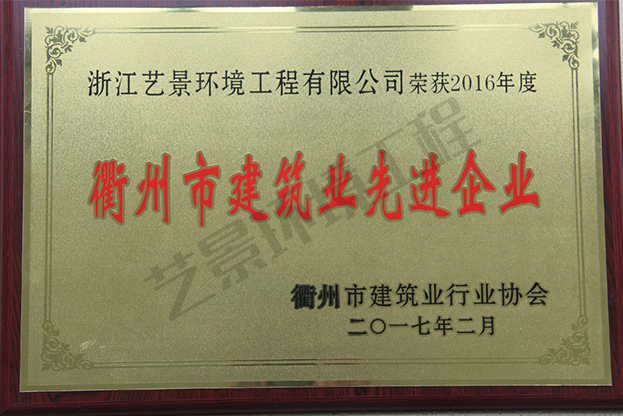 浙江艺景环境工程有限公司荣获2016年度
衢州市建筑业先进企业
艺景环境工程
衢州市建筑业行业协会
二〇一七年二月